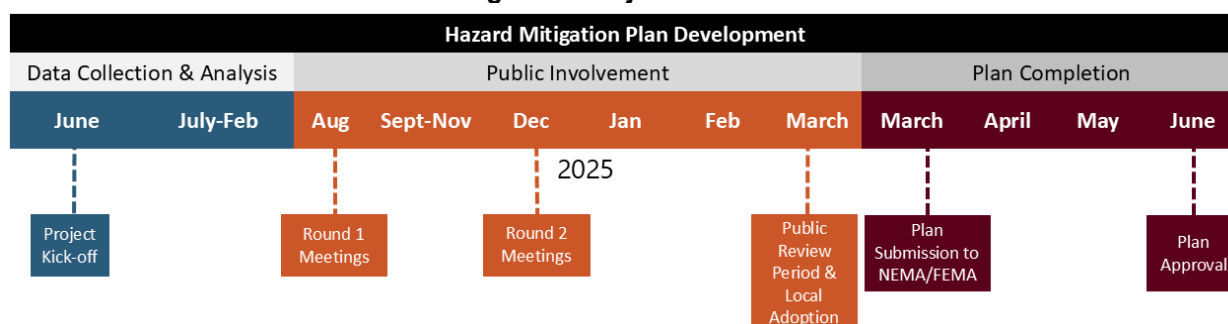 Hazard Mitigation Plan Development
Data Collection & Analysis Public Involvement Plan Completion
June July-Feb Aug Sept-Nov Dec Jan Feb March March April May June
2025
Project
Kick-off
Round 1
Meetings
Round 2
Meetings
Public
Review
Period &
Local
Adoption
Plan
Submission to
NEMA/FEMA
Plan
Approval